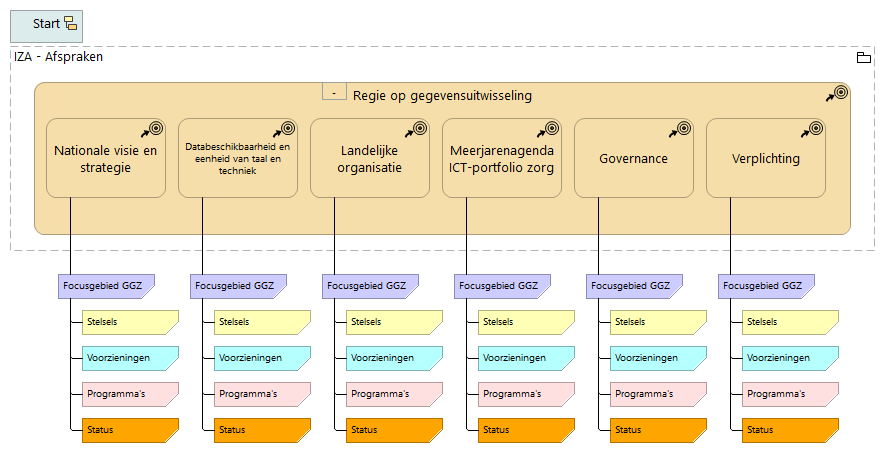 Start
IZA - Afspraken
-
Regie op gegevensuitwisseling
Nationale visie en
strategie
Databeschikbaarheid en
eenheid van taal en
techniek
Landelijke
organisatie
Meerjarenagenda
ICT-portfolio zorg
Governance
Verplichting
Focusgebied GGZ
Focusgebied GGZ
Focusgebied GGZ
Focusgebied GGZ
Focusgebied GGZ
Focusgebied GGZ
Stelsels
Stelsels
Stelsels
Stelsels
Stelsels
Stelsels
Voorzieningen
Voorzieningen
Voorzieningen
Voorzieningen
Voorzieningen
Voorzieningen
Programma's
Programma's
Programma's
Programma's
Programma's
Programma's
Status
Status
Status
Status
Status
Status